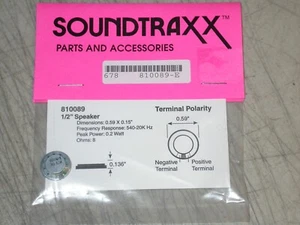 SOUNDTRAXX™
PARTS AND ACCESSORIES
678 810089-E
810089
1/2" Speaker
Dimensions: 0.59 X 0.15"
Frequency Response: 540-20K Hz
Peak Power: 0.2 Watt
Ohms: 8
0.136"
Terminal Polarity
0.59"
Negative Terminal
Positive Terminal